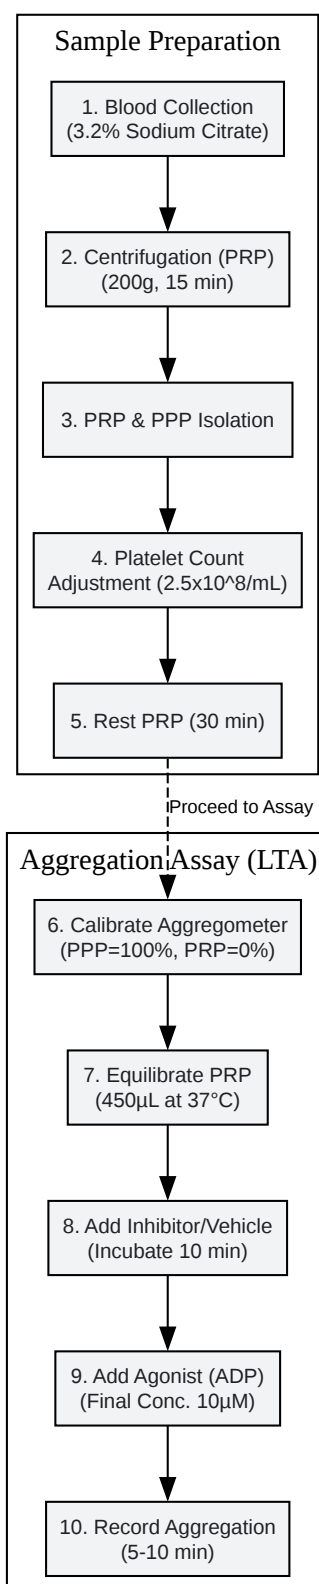 Sample Preparation
1. Blood Collection
(3.2% Sodium Citrate)
2. Centrifugation (PRP)
(200g, 15 min)
3. PRP & PPP Isolation
4. Platelet Count
Adjustment (2.5x10^8/mL)
5. Rest PRP (30 min)
Proceed to Assay
Aggregation Assay (LTA)
6. Calibrate Aggregometer
(PPP=100%, PRP=0%)
7. Equilibrate PRP
(450µL at 37°C)
8. Add Inhibitor/Vehicle
(Incubate 10 min)
9. Add Agonist (ADP)
(Final Conc. 10µM)
10. Record Aggregation
(5-10 min)